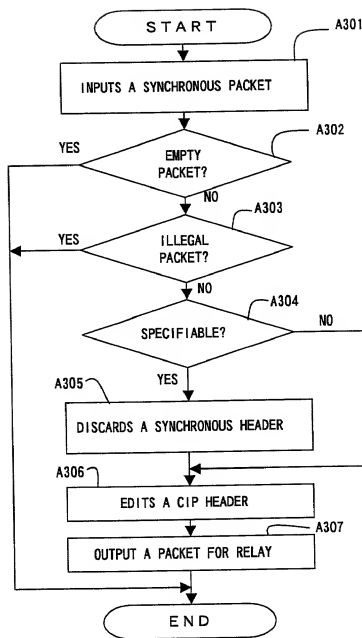 START
A301
INPUTS A SYNCHRONOUS PACKET
A302
YES
EMPTY
PACKET?
NO
A303
YES
ILLEGAL
PACKET?
NO
A304
SPECIFIABLE?
NO
YES
A305
DISCARDS A SYNCHRONOUS HEADER
A306
EDITS A CIP HEADER
A307
OUTPUT A PACKET FOR RELAY
END